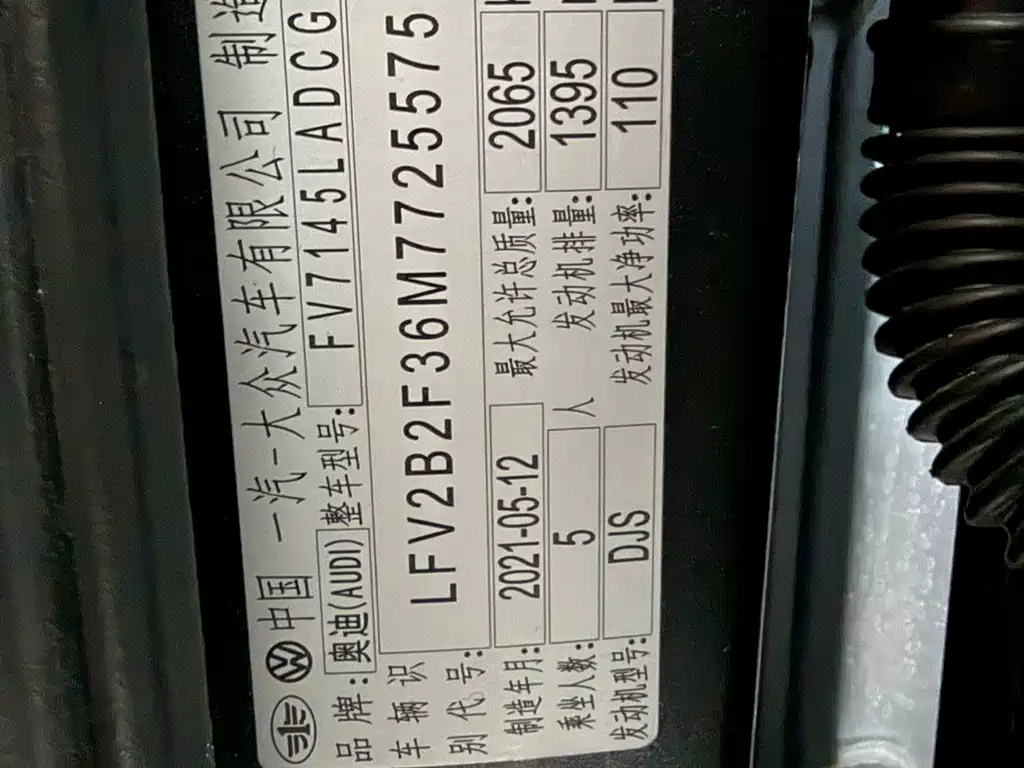 中国 一汽-大众汽车有限公司 制造
品牌: 奥迪(AUDI) 整车型号: FV7145LADCG
车辆识别代号: LFV2B2F36M7725575
制造年月: 2021-05-12 最大允许总质量: 2065
乘坐人数: 5 人 发动机排量: 1395
发动机型号: DJS 发动机最大净功率: 110